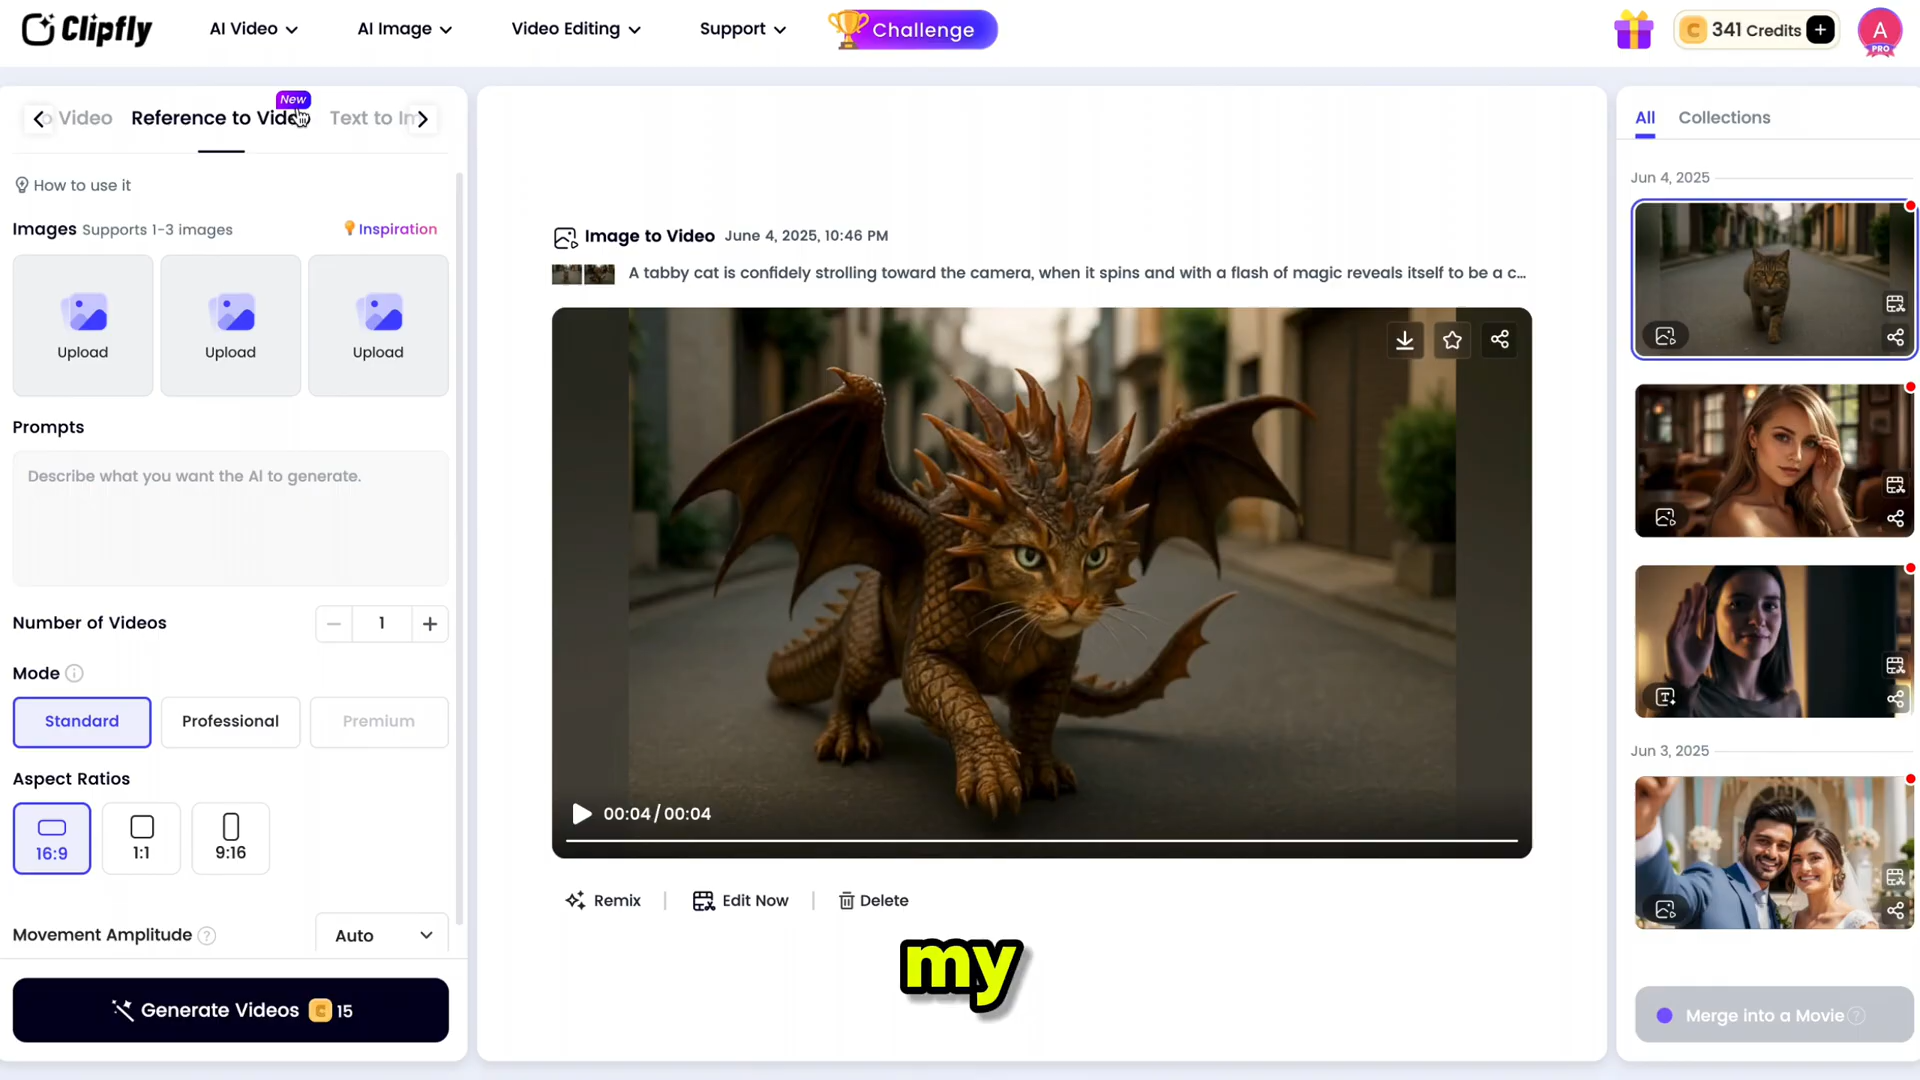 Clipfly
AI Video
AI Image
Video Editing
Support
Challenge
C 341 Credits +
A
PRO
New
o Video
Reference to Video
Text to Im
How to use it
Images Supports 1-3 images
Inspiration
Upload
Upload
Upload
Prompts
Describe what you want the AI to generate.
Number of Videos
1
Mode
Standard
Professional
Premium
Aspect Ratios
16:9
1:1
9:16
Movement Amplitude ?
Auto
Generate Videos C 15
Image to Video June 4, 2025, 10:46 PM
A tabby cat is confidely strolling toward the camera, when it spins and with a flash of magic reveals itself to be a c...
00:04/00:04
Remix
Edit Now
Delete
my
All
Collections
Jun 4, 2025
Jun 3, 2025
Merge into a Movie ?